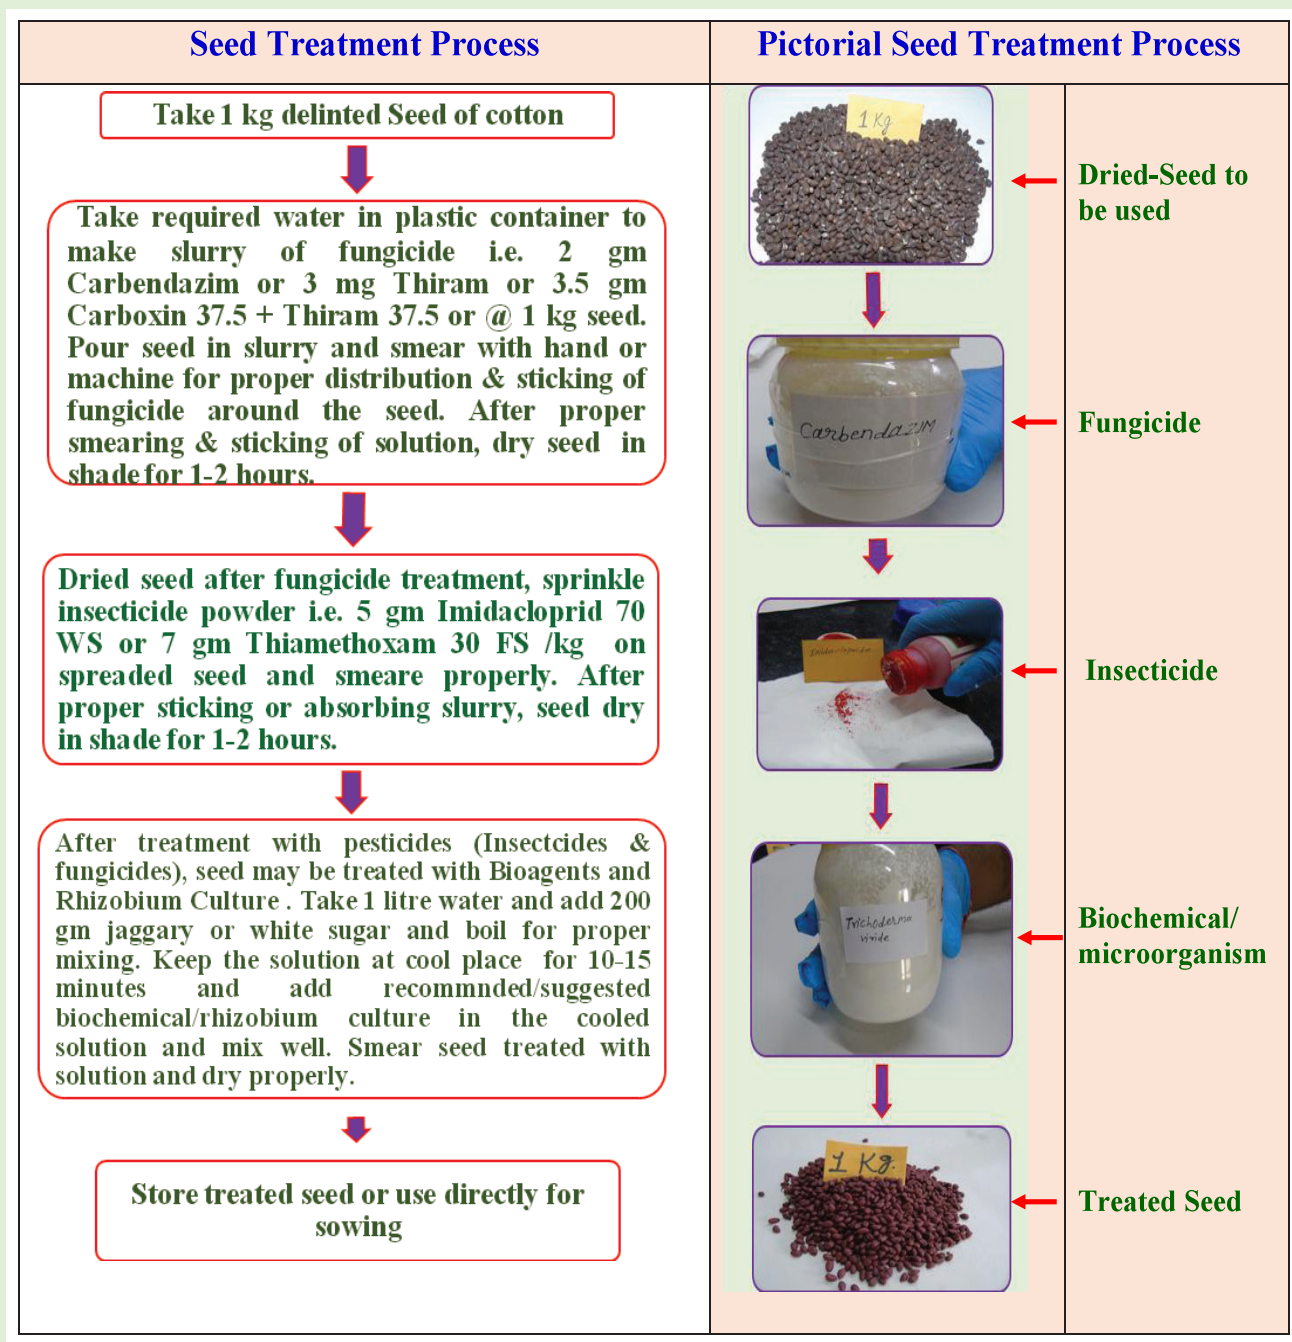 Seed Treatment Process
Pictorial Seed Treatment Process
Take 1 kg delinted Seed of cotton
Take required water in plastic container to
make slurry of fungicide i.e. 2 gm
Carbendazim or 3 mg Thiram or 3.5 gm
Carboxin 37.5 + Thiram 37.5 or @ 1 kg seed.
Pour seed in slurry and smear with hand or
machine for proper distribution & sticking of
fungicide around the seed. After proper
smearing & sticking of solution, dry seed in
shade for 1-2 hours.
Dried seed after fungicide treatment, sprinkle
insecticide powder i.e. 5 gm Imidacloprid 70
WS or 7 gm Thiamethoxam 30 FS /kg on
spreaded seed and smeare properly. After
proper sticking or absorbing slurry, seed dry
in shade for 1-2 hours.
After treatment with pesticides (Insectcides &
fungicides), seed may be treated with Bioagents and
Rhizobium Culture . Take 1 litre water and add 200
gm jaggary or white sugar and boil for proper
mixing. Keep the solution at cool place for 10-15
minutes and add recommnded/suggested
biochemical/rhizobium culture in the cooled
solution and mix well. Smear seed treated with
solution and dry properly.
Store treated seed or use directly for
sowing
1 Kg
Dried-Seed to
be used
Carbendazim
Fungicide
Insecticide
Trichoderma
viride
Biochemical/
microorganism
1 Kg.
Treated Seed